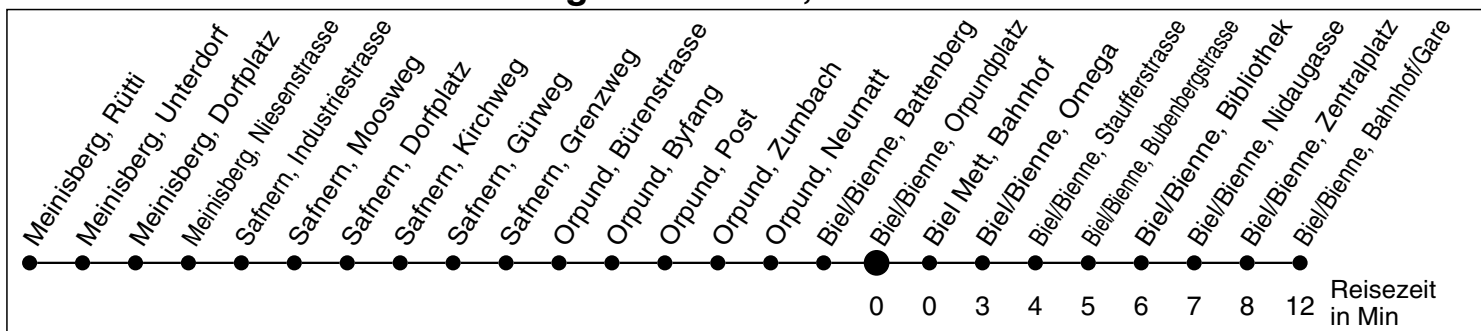 Meinisberg, Rütti
Meinisberg, Unterdorf
Meinisberg, Dorfplatz
Meinisberg, Niesenstrasse
Safnern, Industriestrasse
Safnern, Moosweg
Safnern, Dorfplatz
Safnern, Kirchweg
Safnern, Gürweg
Safnern, Grenzweg
Orpund, Bürenstrasse
Orpund, Byfang
Orpund, Post
Orpund, Zumbach
Orpund, Neumatt
Biel/Bienne, Battenberg
Biel/Bienne, Orpundplatz
Biel Mett, Bahnhof
Biel/Bienne, Omega
Biel/Bienne, Staufferstrasse
Biel/Bienne, Bubenbergstrasse
Biel/Bienne, Bibliothek
Biel/Bienne, Nidaugasse
Biel/Bienne, Zentralplatz
Biel/Bienne, Bahnhof/Gare
0 0 3 4 5 6 7 8 12 Reisezeit
in Min